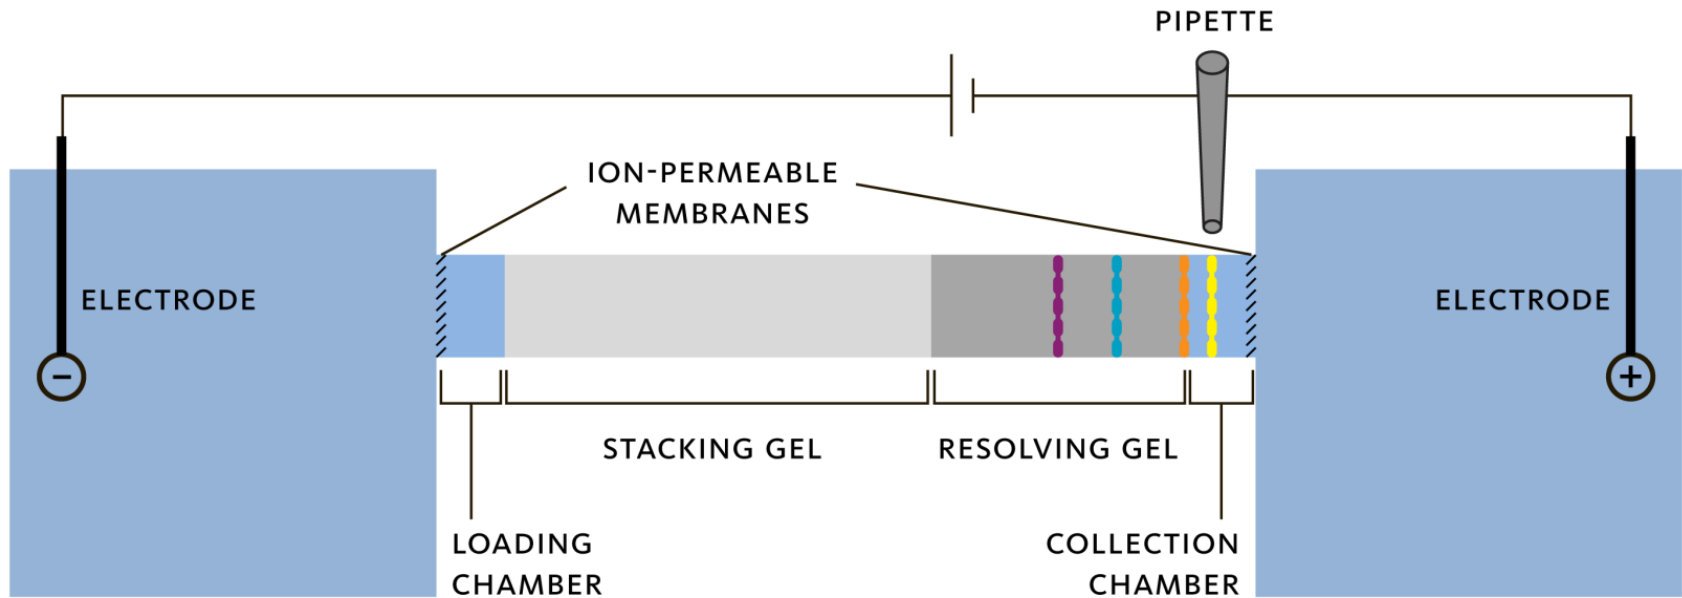 PIPETTE
ION-PERMEABLE
MEMBRANES
ELECTRODE
ELECTRODE
−
+
STACKING GEL
RESOLVING GEL
LOADING
CHAMBER
COLLECTION
CHAMBER